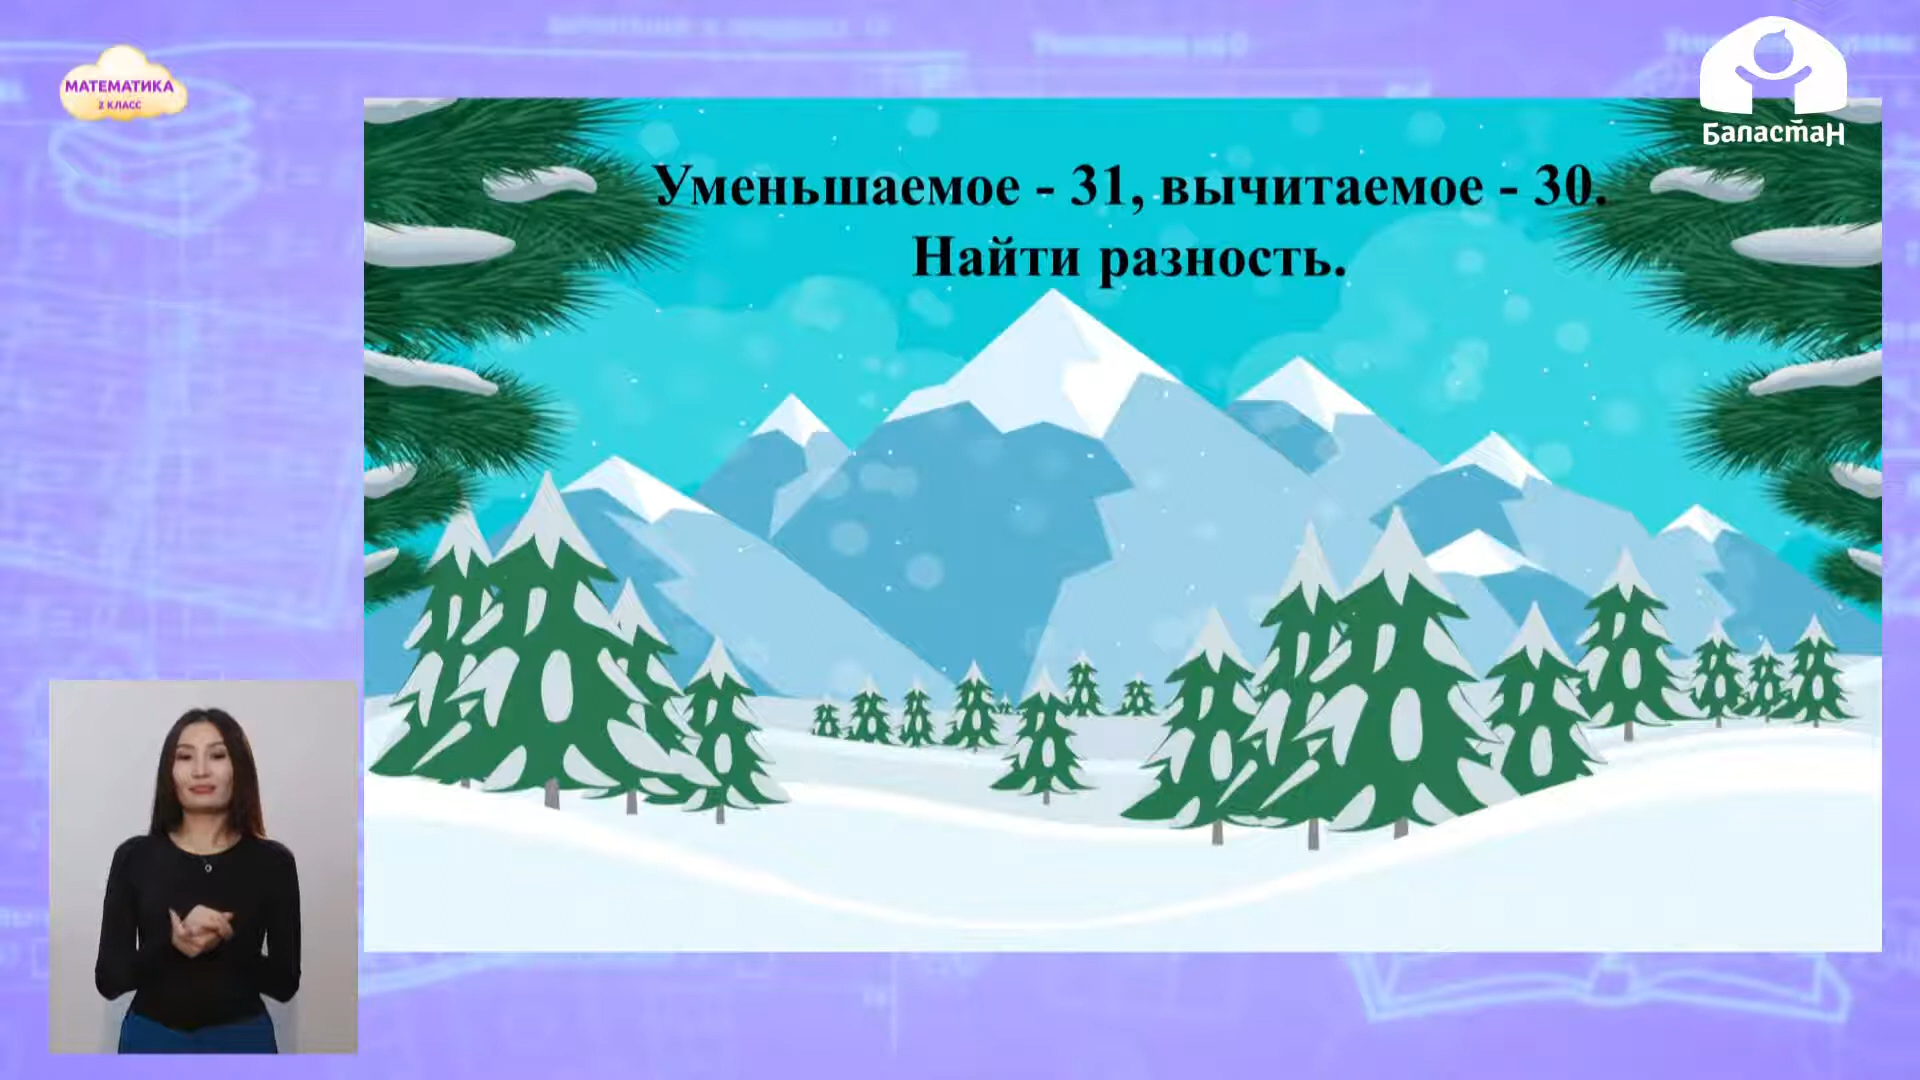 МАТЕМАТИКА
2 КЛАСС
Баластан
Уменьшаемое - 31, вычитаемое - 30.
Найти разность.